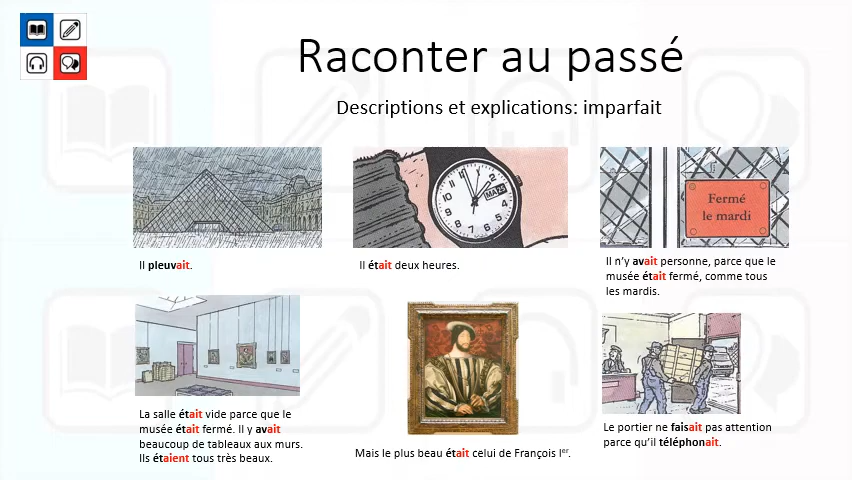 Raconter au passé
Descriptions et explications: imparfait
Fermé
le mardi
Il pleuvait.
Il était deux heures.
Il n'y avait personne, parce que le
musée était fermé, comme tous
les mardis.
La salle était vide parce que le
musée était fermé. Il y avait
beaucoup de tableaux aux murs.
Ils étaient tous très beaux.
Mais le plus beau était celui de François Iᵉʳ.
Le portier ne faisait pas attention
parce qu'il téléphonait.